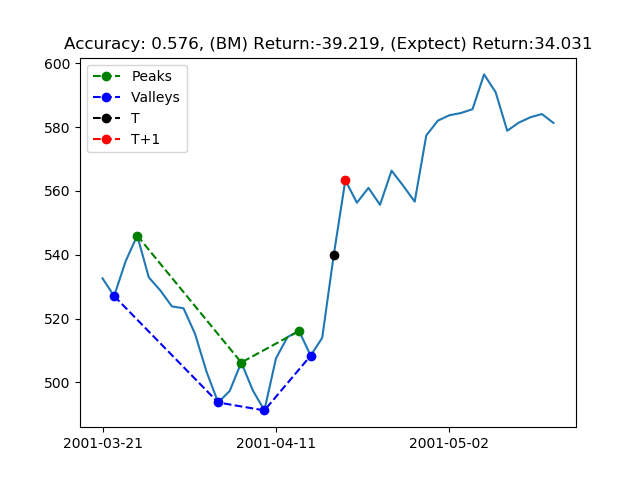 Accuracy: 0.576, (BM) Return:-39.219, (Exptect) Return:34.031
Peaks
Valleys
T
T+1
600
580
560
540
520
500
2001-03-21
2001-04-11
2001-05-02